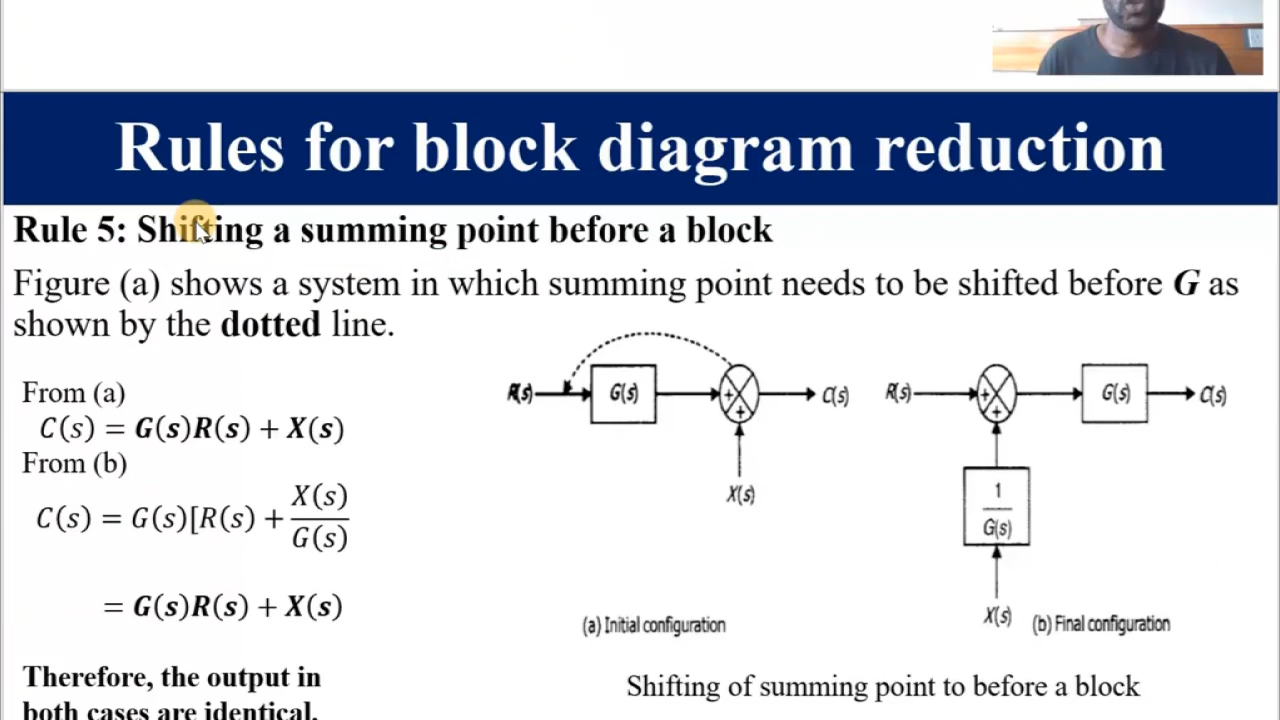 Rules for block diagram reduction
Rule 5: Shifting a summing point before a block
Figure (a) shows a system in which summing point needs to be shifted before G as
shown by the dotted line.
From (a)
C(s) = G(s)R(s) + X(s)
From (b)
C(s) = G(s)[R(s) + X(s)/G(s)
= G(s)R(s) + X(s)
Therefore, the output in
both cases are identical.
R(s) G(s) + + C(s)
X(s)
(a) Initial configuration
R(s) + + G(s) C(s)
1
G(s)
X(s)
(b) Final configuration
Shifting of summing point to before a block